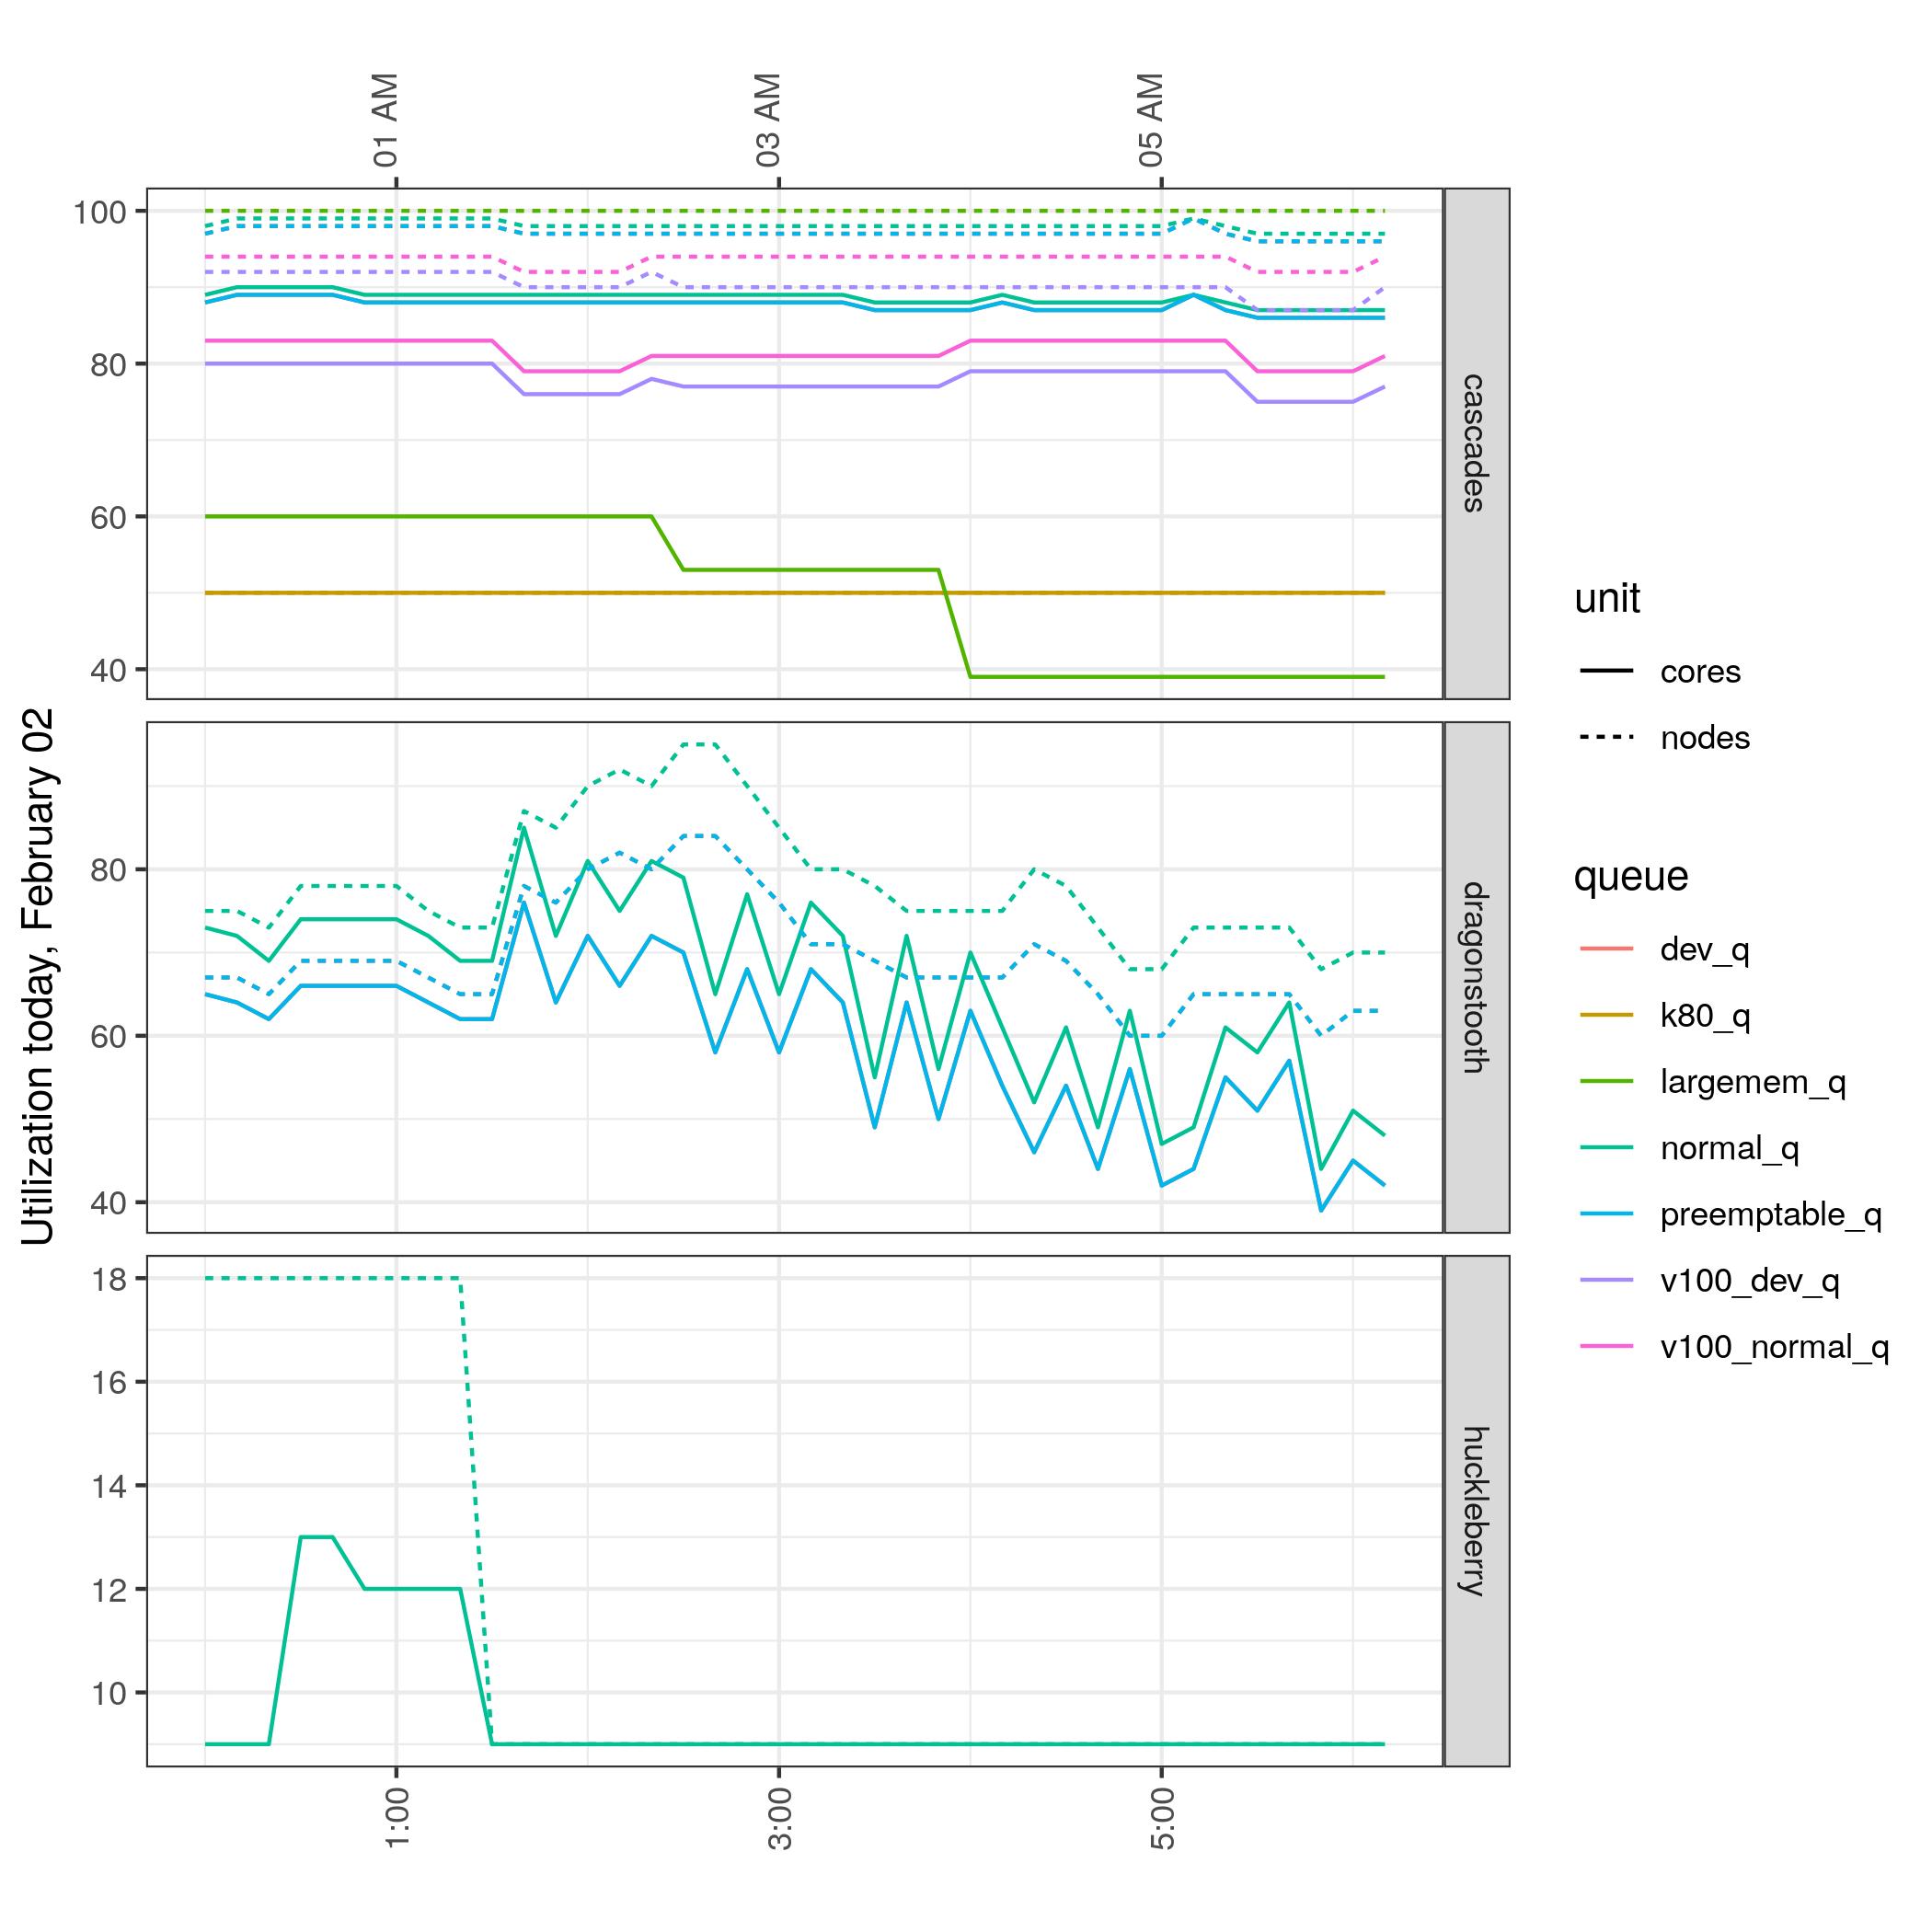 01 AM
03 AM
05 AM
Utilization today, February 02
100
80
60
40
cascades
80
60
40
dragonstooth
18
16
14
12
10
huckleberry
1:00
3:00
5:00
unit
cores
nodes
queue
dev_q
k80_q
largemem_q
normal_q
preemptable_q
v100_dev_q
v100_normal_q